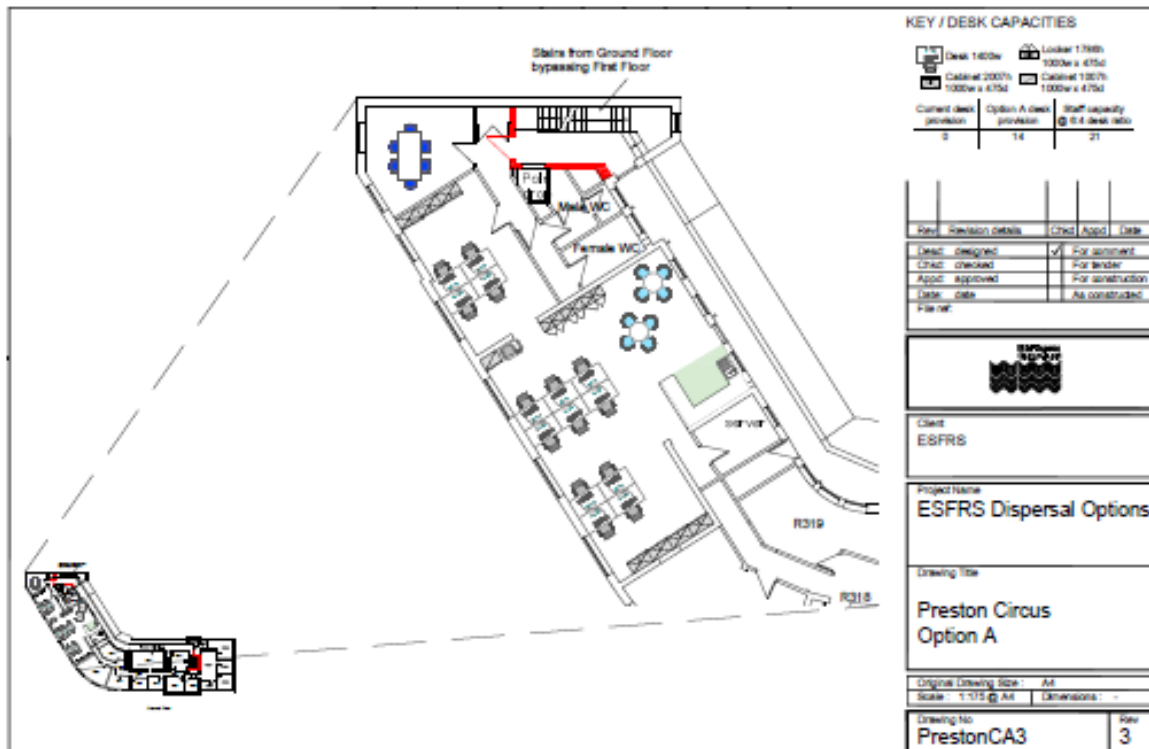 Stairs from Ground Floor
bypassing First Floor
Pole
drop
Male WC
Female WC
server
R319
R318
KEY / DESK CAPACITIES
Desk 1400w
Locker 1786h
1000w x 475d
Cabinet 2007h
1000w x 475d
Cabinet 1007h
1000w x 475d
Current desk provision
Option A desk provision
Staff capacity @ 6:4 desk ratio
0 14 21
Rev Revision details Chkd Appd Date
Desd: designed ✓ For comment
Chkd: checked For tender
Appd: approved For construction
Date: date As constructed
File ref:
Client
ESFRS
Project Name
ESFRS Dispersal Options
Drawing Title
Preston Circus
Option A
Original Drawing Size : A4
Scale : 1:175 @ A4 Dimensions : -
Drawing No Rev
PrestonCA3 3